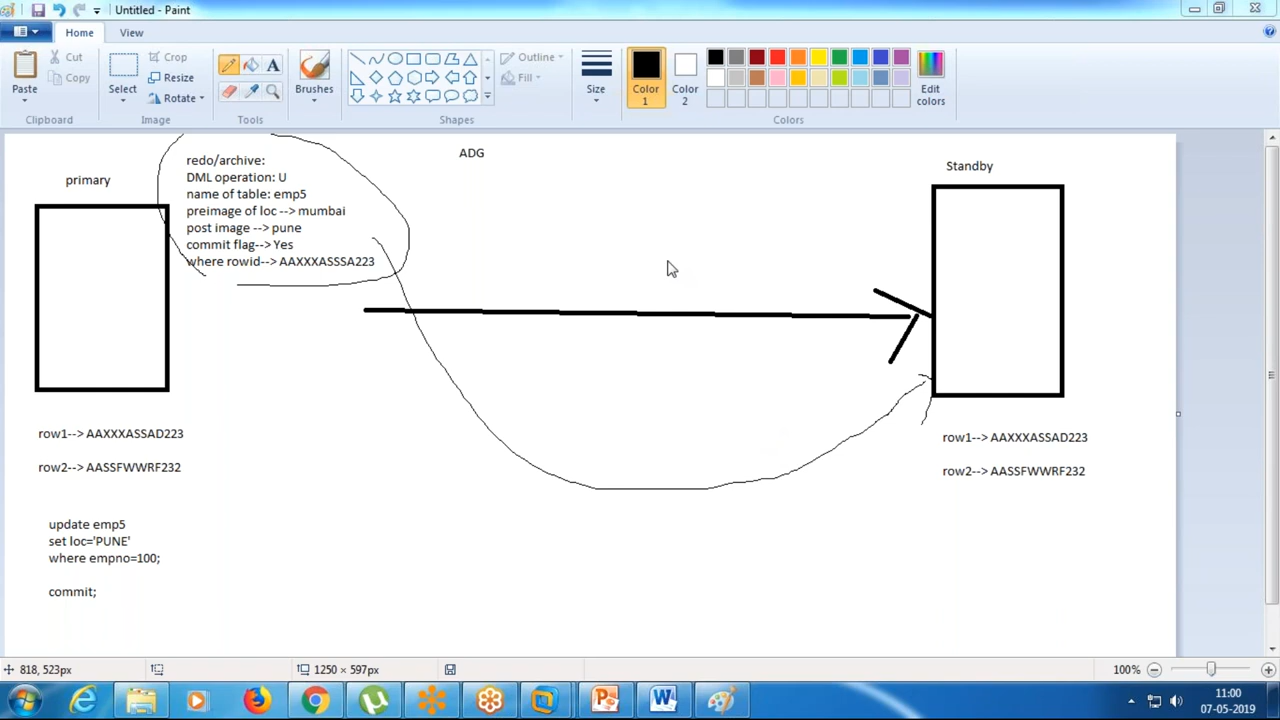 Untitled - Paint
Home
View
Paste
Cut
Copy
Clipboard
Select
Crop
Resize
Rotate
Image
Tools
Brushes
Shapes
Outline
Fill
Size
Color 1
Color 2
Edit colors
Colors
ADG
primary
redo/archive:
DML operation: U
name of table: emp5
preimage of loc --> mumbai
post image --> pune
commit flag--> Yes
where rowid--> AAXXXASSSA223
Standby
row1--> AAXXXASSAD223
row2--> AASSFWWRF232
row1--> AAXXXASSAD223
row2--> AASSFWWRF232
update emp5
set loc='PUNE'
where empno=100;
commit;
818, 523px
1250 × 597px
100%
11:00
07-05-2019